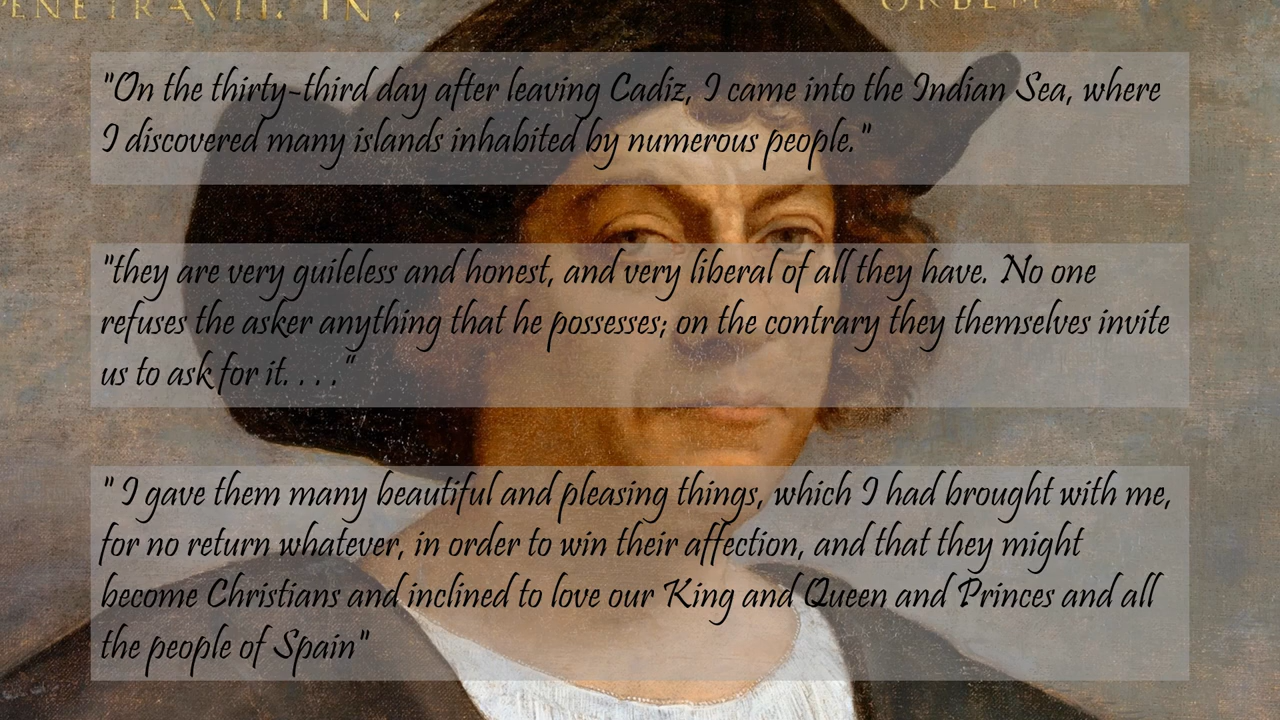 PENETRAVIT. IN.
"On the thirty-third day after leaving Cadiz, I came into the Indian Sea, where
I discovered many islands inhabited by numerous people."
"they are very guileless and honest, and very liberal of all they have. No one
refuses the asker anything that he possesses; on the contrary they themselves invite
us to ask for it. . . ."
" I gave them many beautiful and pleasing things, which I had brought with me,
for no return whatever, in order to win their affection, and that they might
become Christians and inclined to love our King and Queen and Princes and all
the people of Spain"